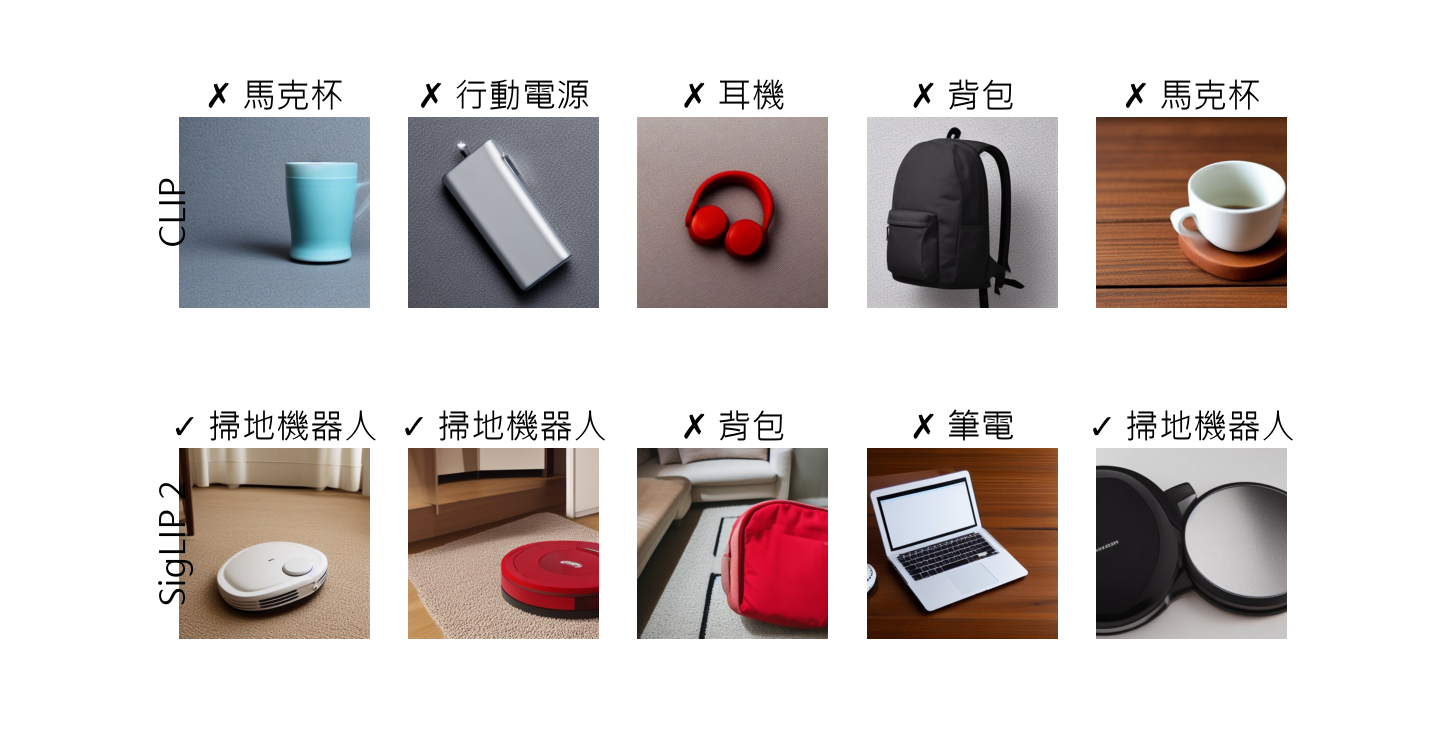 ✗ 馬克杯
✗ 行動電源
✗ 耳機
✗ 背包
✗ 馬克杯
CLIP
✓ 掃地機器人
✓ 掃地機器人
✗ 背包
✗ 筆電
✓ 掃地機器人
SigLIP 2